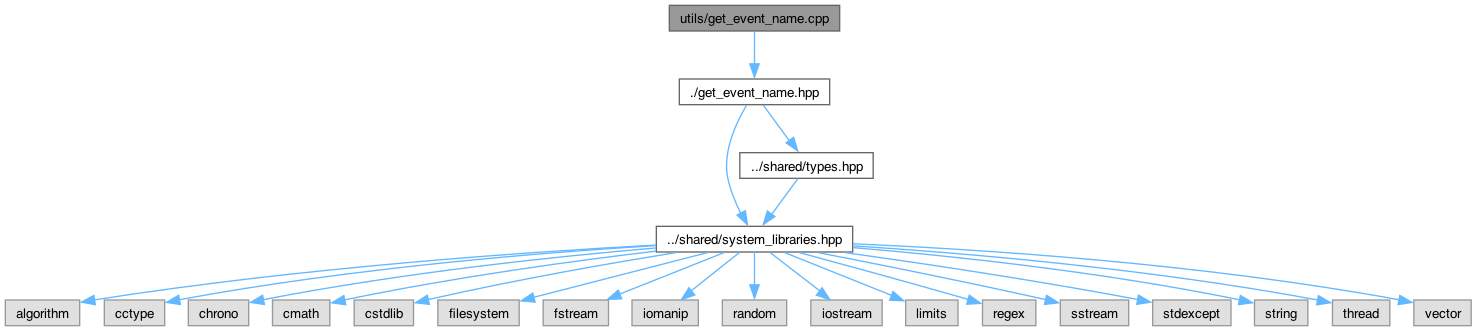 utils/get_event_name.cpp
./get_event_name.hpp
../shared/types.hpp
../shared/system_libraries.hpp
algorithm
cctype
chrono
cmath
cstdlib
filesystem
fstream
iomanip
random
iostream
limits
regex
sstream
stdexcept
string
thread
vector